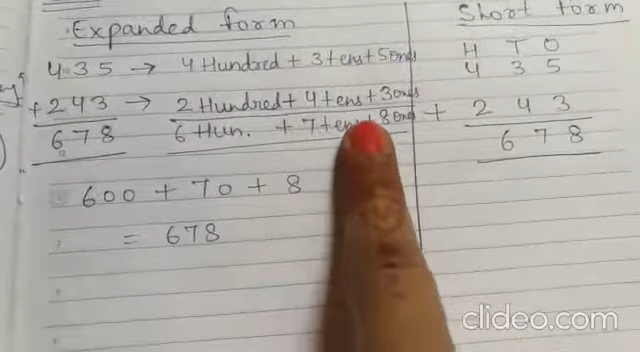 Expanded form
435 → 4 Hundred + 3 tens + 5 ones
+ 243 → 2 Hundred + 4 tens + 3 ones
678 6 Hun. + 7 tens + 8 ones
600 + 70 + 8
= 678
Short form
H T O
4 3 5
+ 2 4 3
6 7 8
clideo.com